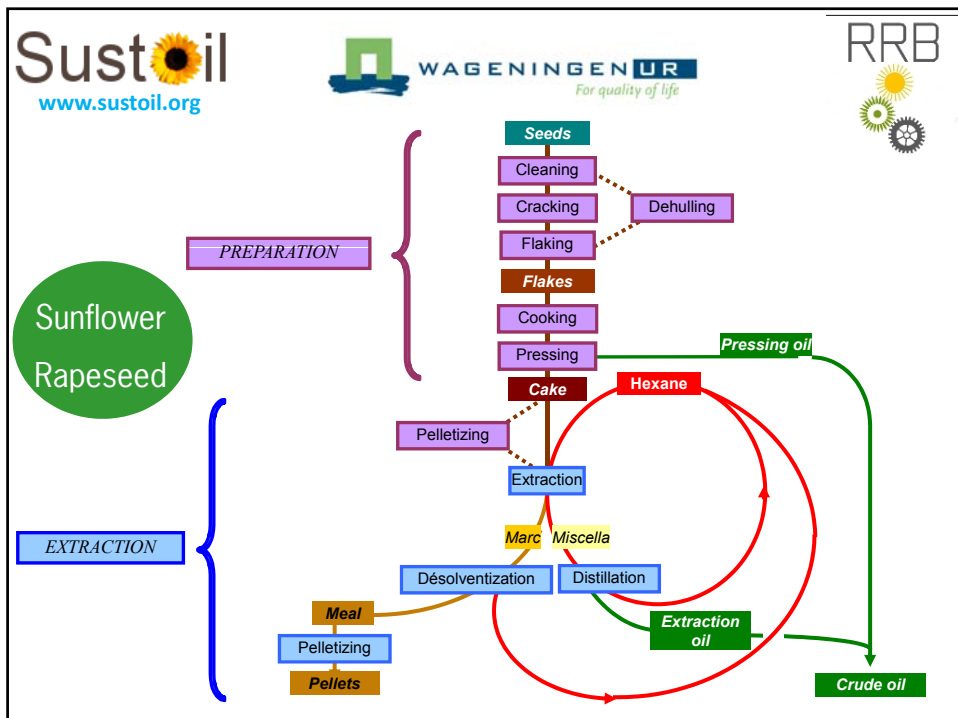 Sustoil
www.sustoil.org
WAGENINGEN UR
For quality of life
RRB
Seeds
Cleaning
Cracking
Dehulling
Flaking
PREPARATION
Flakes
Sunflower
Rapeseed
Cooking
Pressing
Pressing oil
Cake
Hexane
Pelletizing
Extraction
EXTRACTION
Marc
Miscella
Désolventization
Distillation
Meal
Extraction
oil
Pelletizing
Pellets
Crude oil